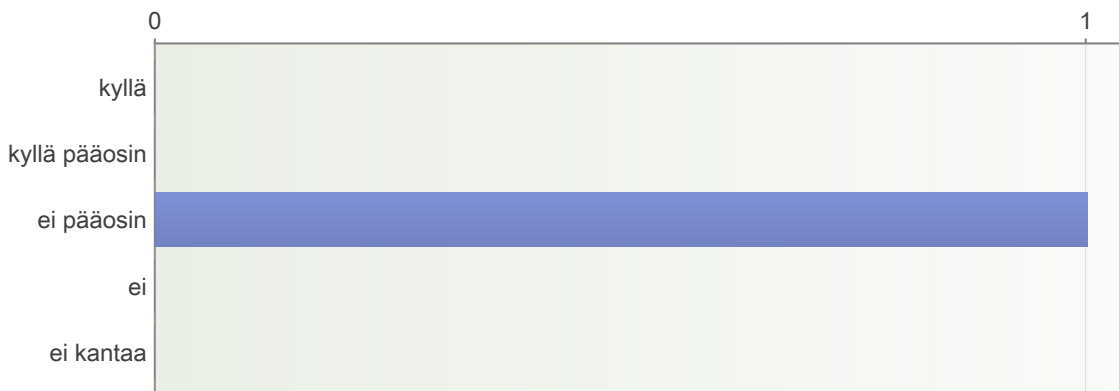 0 1
kyllä
kyllä pääosin
ei pääosin
ei
ei kantaa